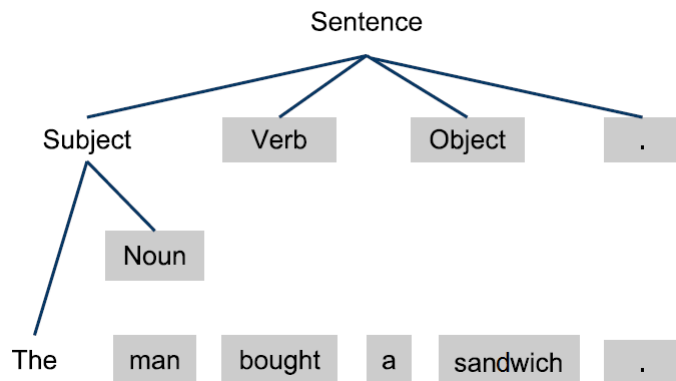 Sentence
Subject Verb Object .
Noun
The man bought a sandwich .